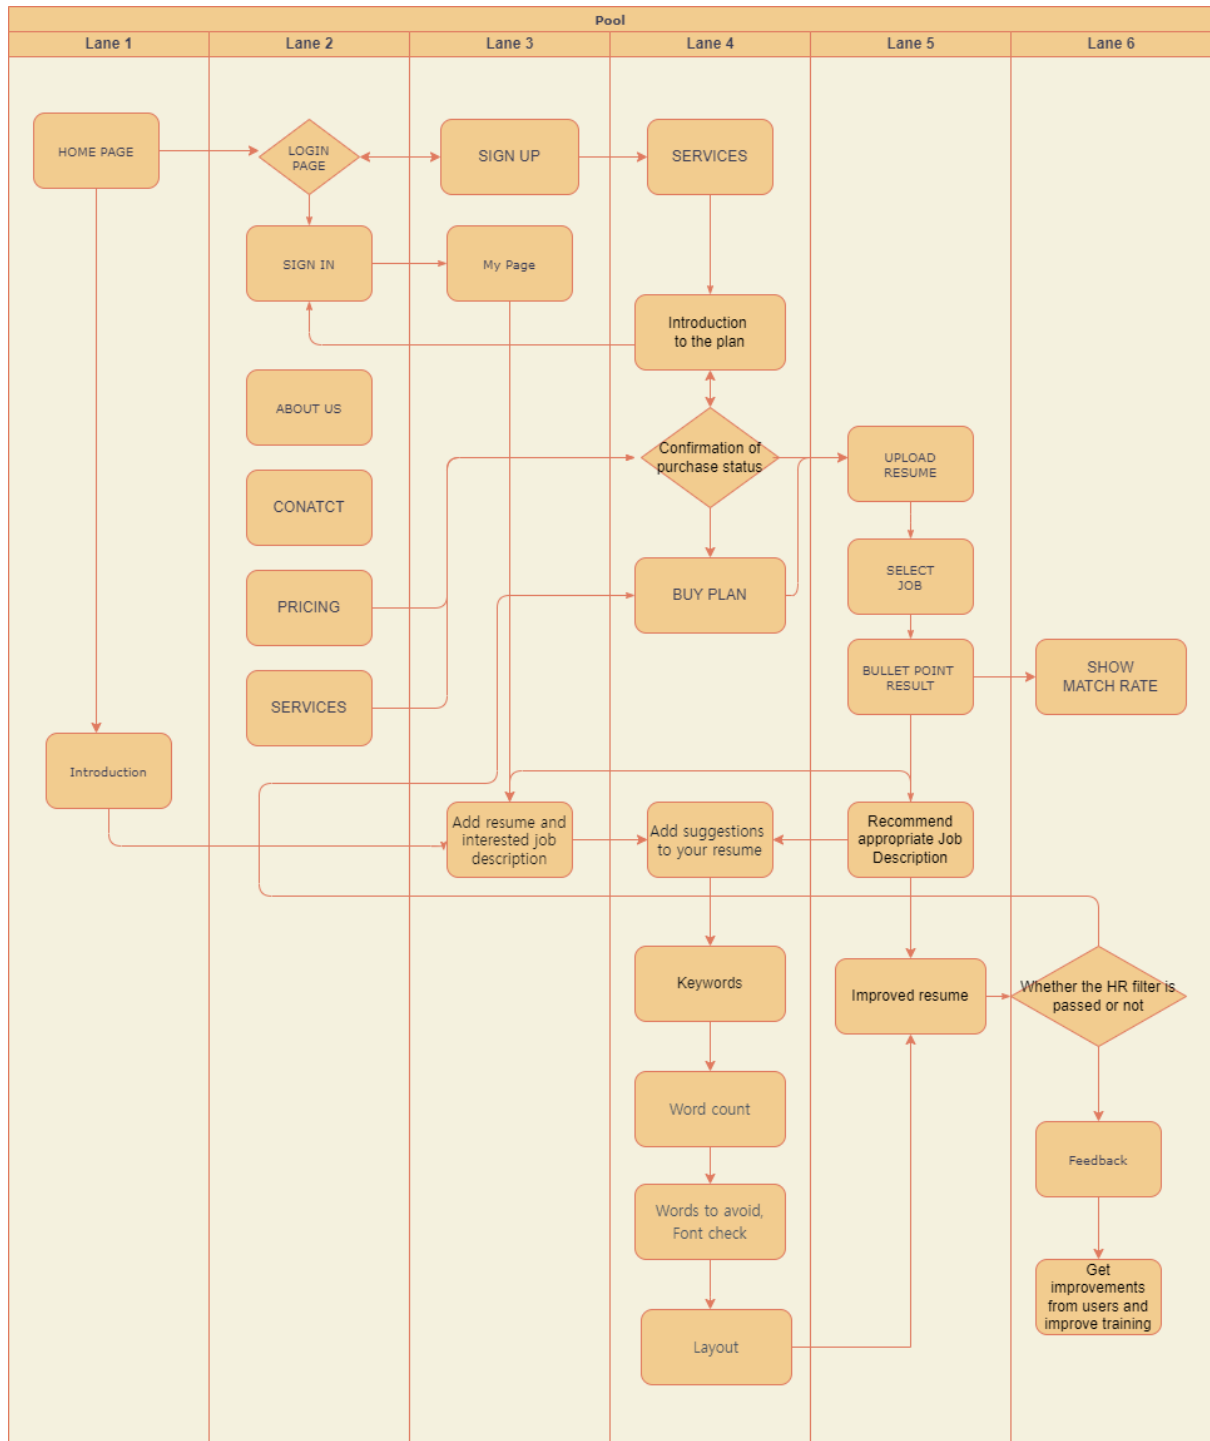 Pool
Lane 1
Lane 2
Lane 3
Lane 4
Lane 5
Lane 6
HOME PAGE
LOGIN
PAGE
SIGN UP
SERVICES
SIGN IN
My Page
Introduction
to the plan
ABOUT US
Confirmation of
purchase status
UPLOAD
RESUME
CONATCT
SELECT
JOB
PRICING
BUY PLAN
BULLET POINT
RESULT
SHOW
MATCH RATE
SERVICES
Introduction
Add resume and
interested job
description
Add suggestions
to your resume
Recommend
appropriate Job
Description
Keywords
Improved resume
Whether the HR filter is
passed or not
Word count
Feedback
Words to avoid,
Font check
Get
improvements
from users and
improve training
Layout